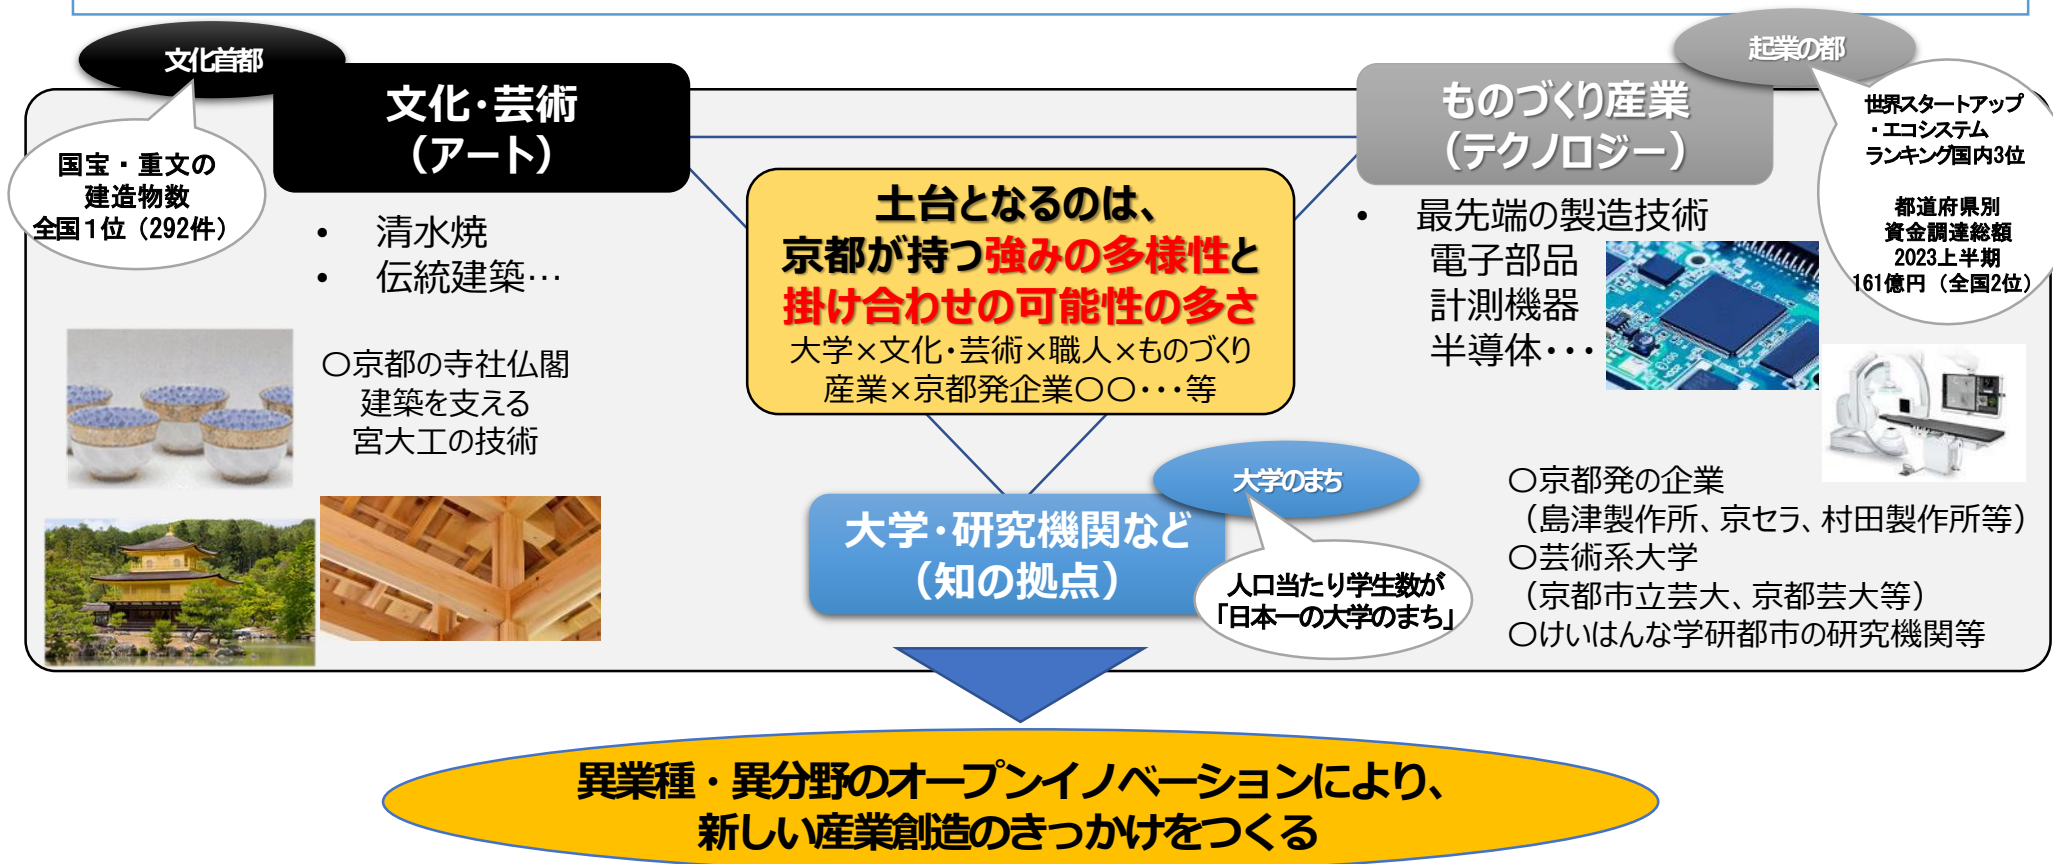 文化首都
文化・芸術
（アート）
国宝・重文の
建造物数
全国１位（292件）
• 清水焼
• 伝統建築…
〇京都の寺社仏閣
建築を支える
宮大工の技術
土台となるのは、
京都が持つ強みの多様性と
掛け合わせの可能性の多さ
大学×文化・芸術×職人×ものづくり
産業×京都発企業〇〇・・・等
起業の都
ものづくり産業
（テクノロジー）
世界スタートアップ
・エコシステム
ランキング国内3位
都道府県別
資金調達総額
2023上半期
161億円（全国2位）
• 最先端の製造技術
電子部品
計測機器
半導体・・・
大学のまち
大学・研究機関など
（知の拠点）
人口当たり学生数が
「日本一の大学のまち」
〇京都発の企業
（島津製作所、京セラ、村田製作所等）
〇芸術系大学
（京都市立芸大、京都芸大等）
〇けいはんな学研都市の研究機関等
異業種・異分野のオープンイノベーションにより、
新しい産業創造のきっかけをつくる